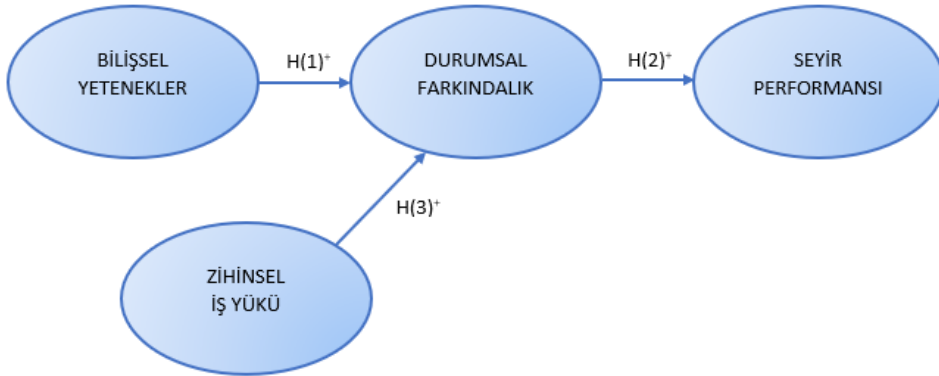 BİLİŞSEL
YETENEKLER
H(1)⁺
DURUMSAL
FARKINDALIK
H(2)⁺
SEYİR
PERFORMANSI
H(3)⁺
ZİHİNSEL
İŞ YÜKÜ